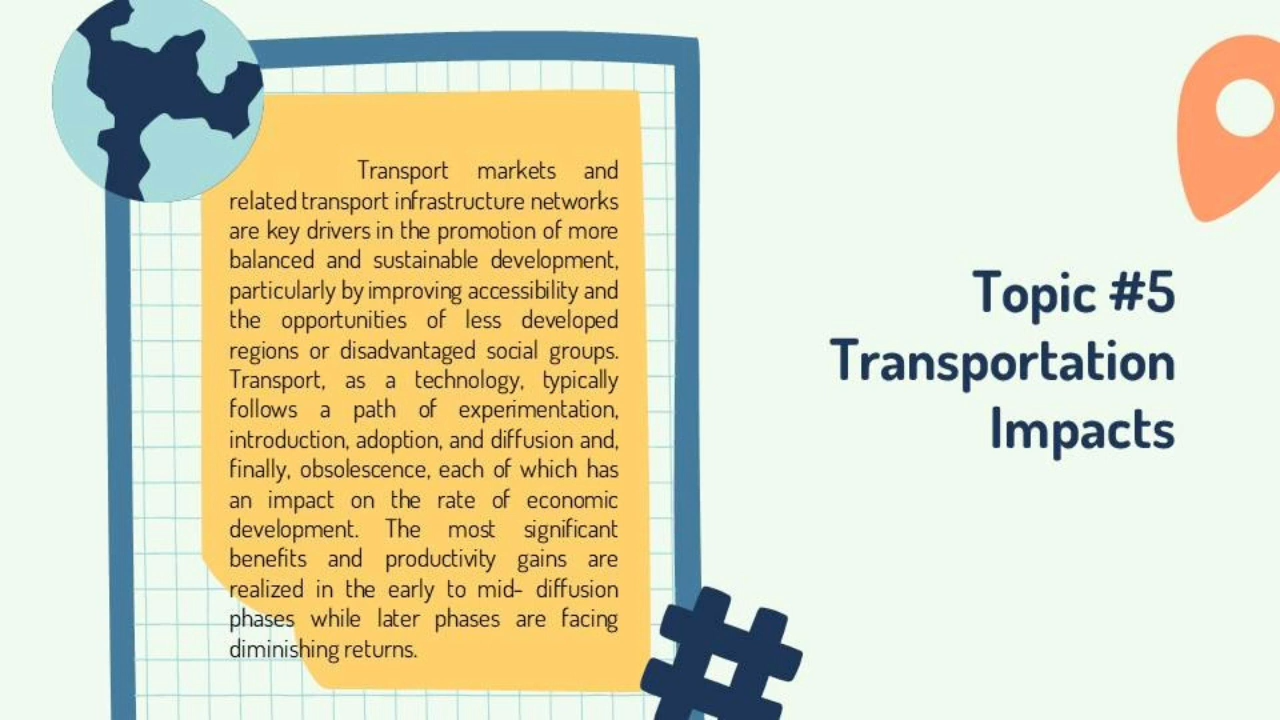 Transport markets and
related transport infrastructure networks
are key drivers in the promotion of more
balanced and sustainable development,
particularly by improving accessibility and
the opportunities of less developed
regions or disadvantaged social groups.
Transport, as a technology, typically
follows a path of experimentation,
introduction, adoption, and diffusion and,
finally, obsolescence, each of which has
an impact on the rate of economic
development. The most significant
benefits and productivity gains are
realized in the early to mid- diffusion
phases while later phases are facing
diminishing returns.
Topic #5
Transportation
Impacts